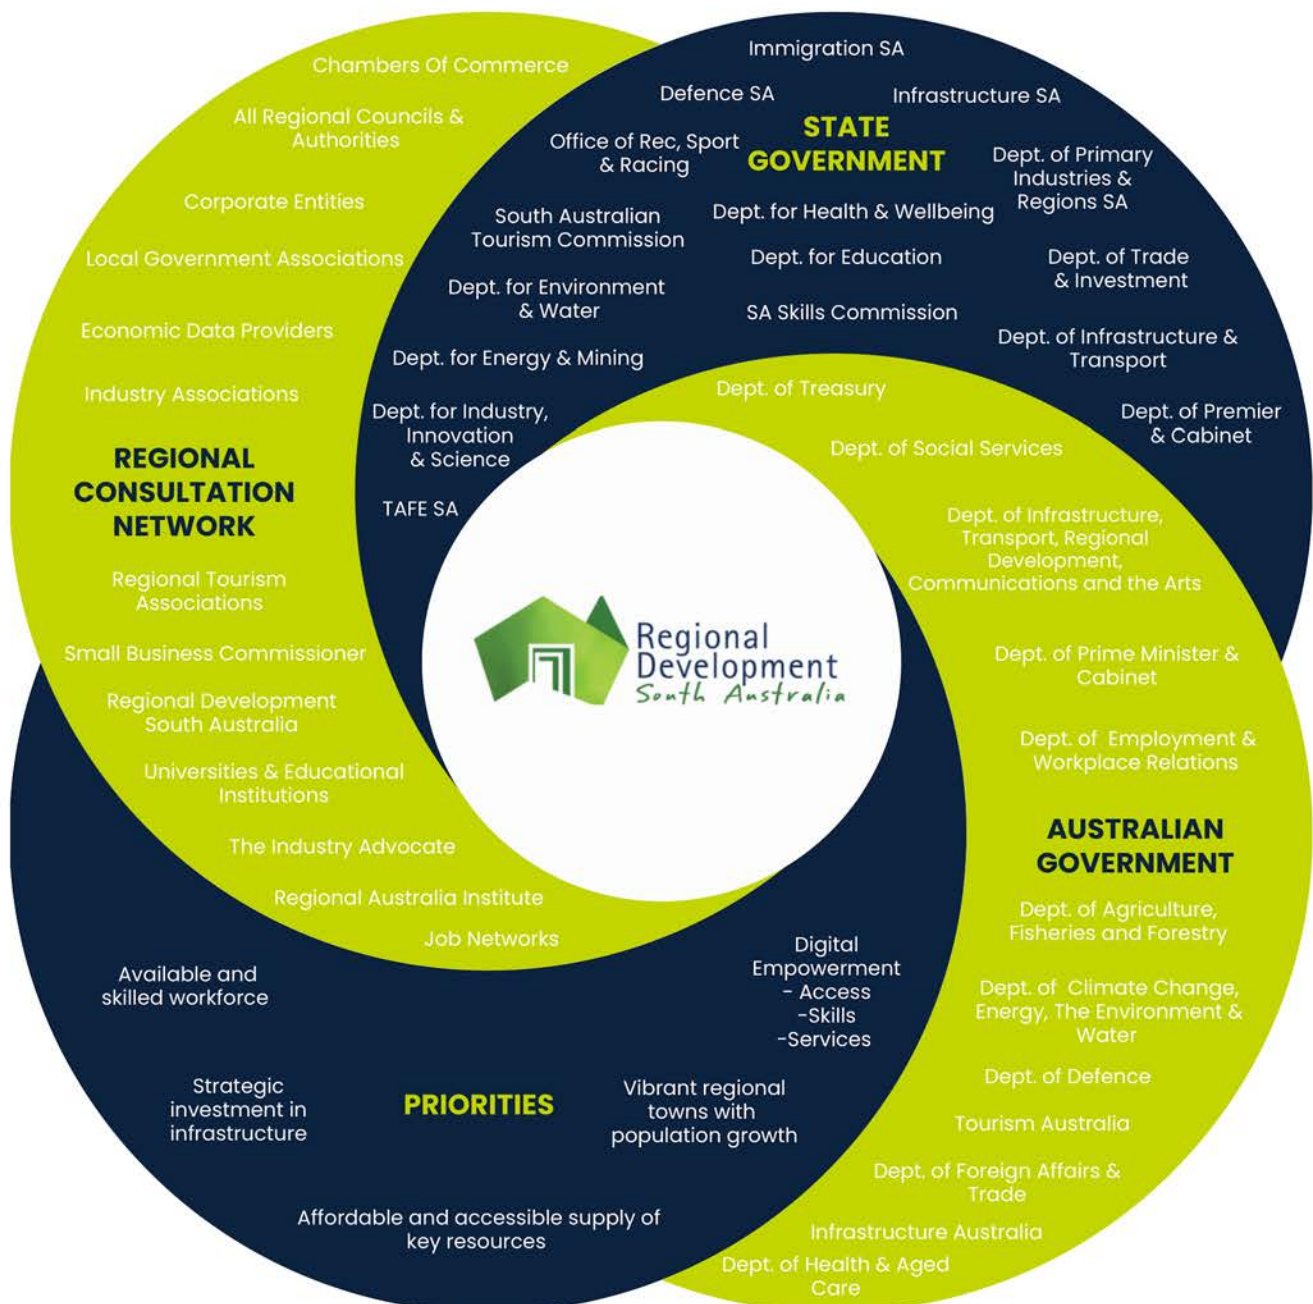 Chambers Of Commerce
All Regional Councils &
Authorities
Corporate Entities
Local Government Associations
Economic Data Providers
Industry Associations
REGIONAL
CONSULTATION
NETWORK
Regional Tourism
Associations
Small Business Commissioner
Regional Development
South Australia
Universities & Educational
Institutions
The Industry Advocate
Regional Australia Institute
Job Networks
Immigration SA
Defence SA
Infrastructure SA
STATE
GOVERNMENT
Office of Rec, Sport
& Racing
Dept. of Primary
Industries &
Regions SA
South Australian
Tourism Commission
Dept. for Health & Wellbeing
Dept. for Education
Dept. of Trade
& Investment
Dept. for Environment
& Water
SA Skills Commission
Dept. of Infrastructure &
Transport
Dept. for Energy & Mining
Dept. of Premier
& Cabinet
Dept. for Industry,
Innovation
& Science
TAFE SA
Dept. of Treasury
Dept. of Social Services
Dept. of Infrastructure,
Transport, Regional
Development,
Communications and the Arts
Dept. of Prime Minister &
Cabinet
Dept. of Employment &
Workplace Relations
AUSTRALIAN
GOVERNMENT
Dept. of Agriculture,
Fisheries and Forestry
Dept. of Climate Change,
Energy, The Environment &
Water
Dept. of Defence
Tourism Australia
Dept. of Foreign Affairs &
Trade
Infrastructure Australia
Dept. of Health & Aged
Care
Regional
Development
South Australia
Available and
skilled workforce
Digital
Empowerment
- Access
-Skills
-Services
Strategic
investment in
infrastructure
PRIORITIES
Vibrant regional
towns with
population growth
Affordable and accessible supply of
key resources